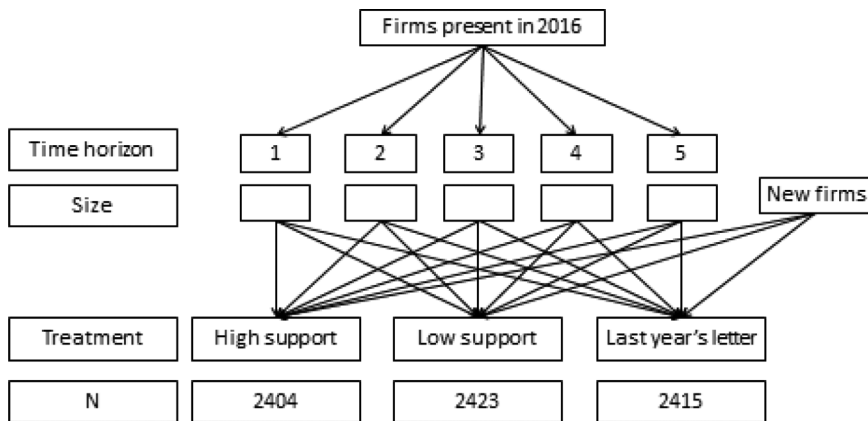 Firms present in 2016
Time horizon 1 2 3 4 5
Size New firms
Treatment High support Low support Last year's letter
N 2404 2423 2415